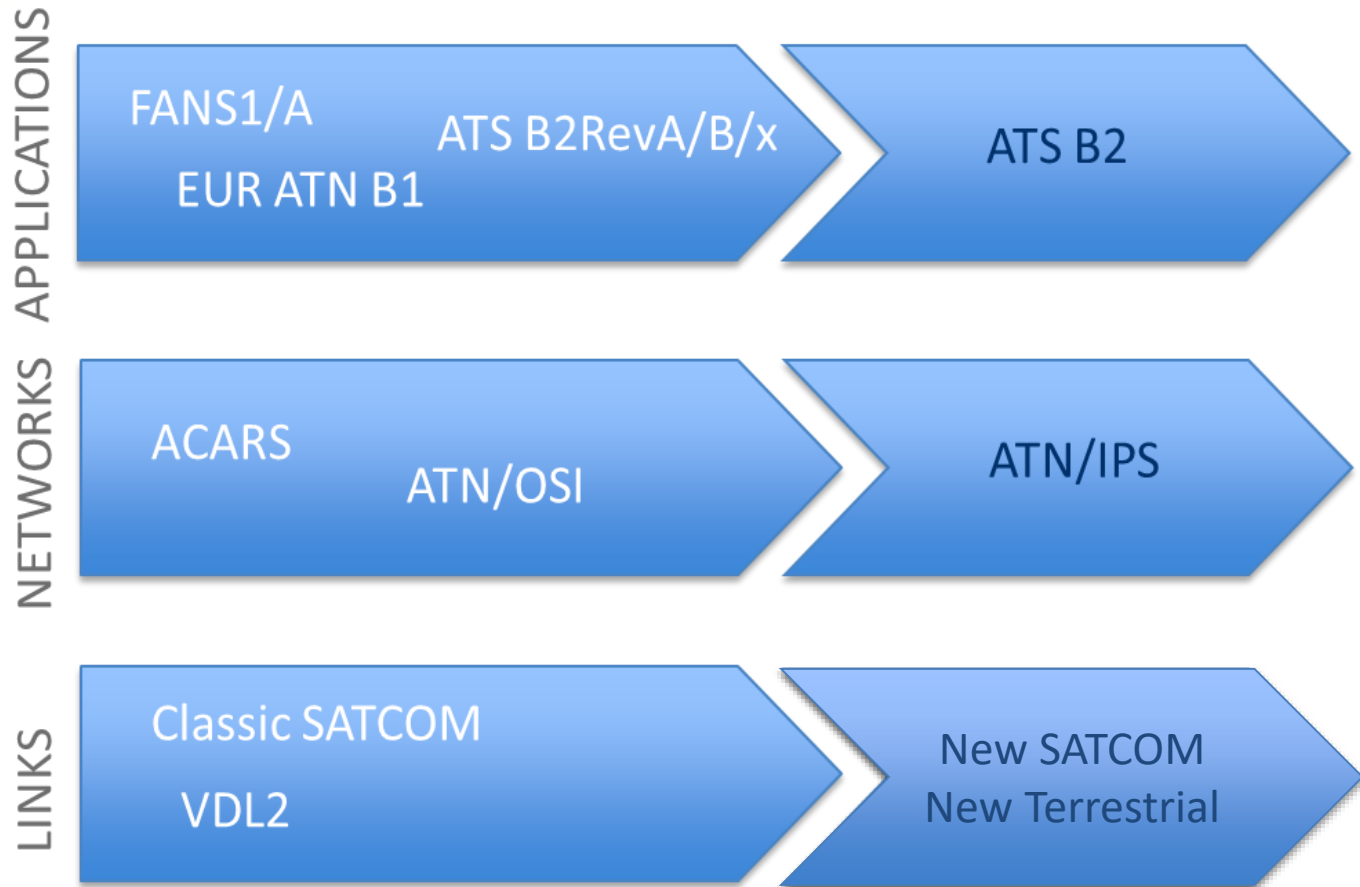 APPLICATIONS
FANS1/A
ATS B2RevA/B/x
EUR ATN B1
ATS B2
NETWORKS
ACARS
ATN/OSI
ATN/IPS
LINKS
Classic SATCOM
VDL2
New SATCOM
New Terrestrial